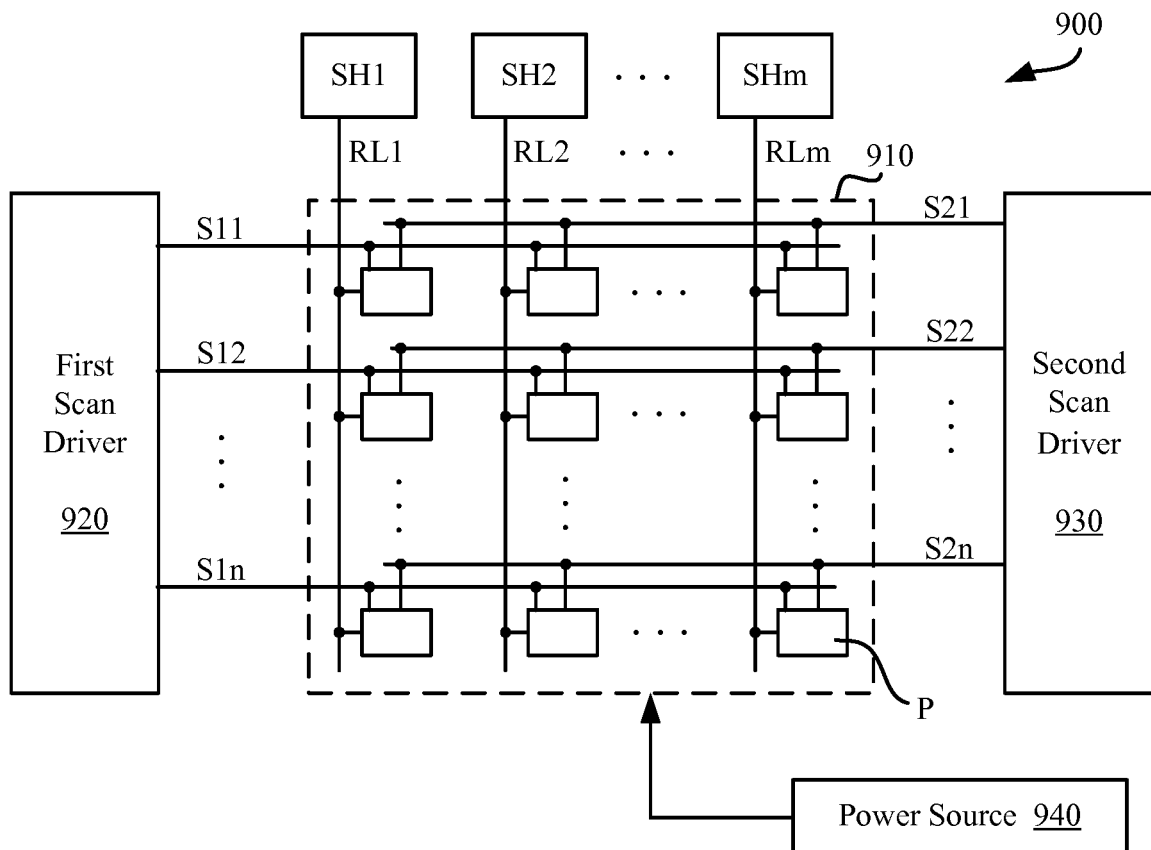 900
SH1 SH2 . . . SHm
RL1 RL2 . . . RLm
910
S11 S21
. . .
S12 S22
First
Scan
Driver
920
Second
Scan
Driver
930
. . .
S1n S2n
. . .
P
Power Source 940